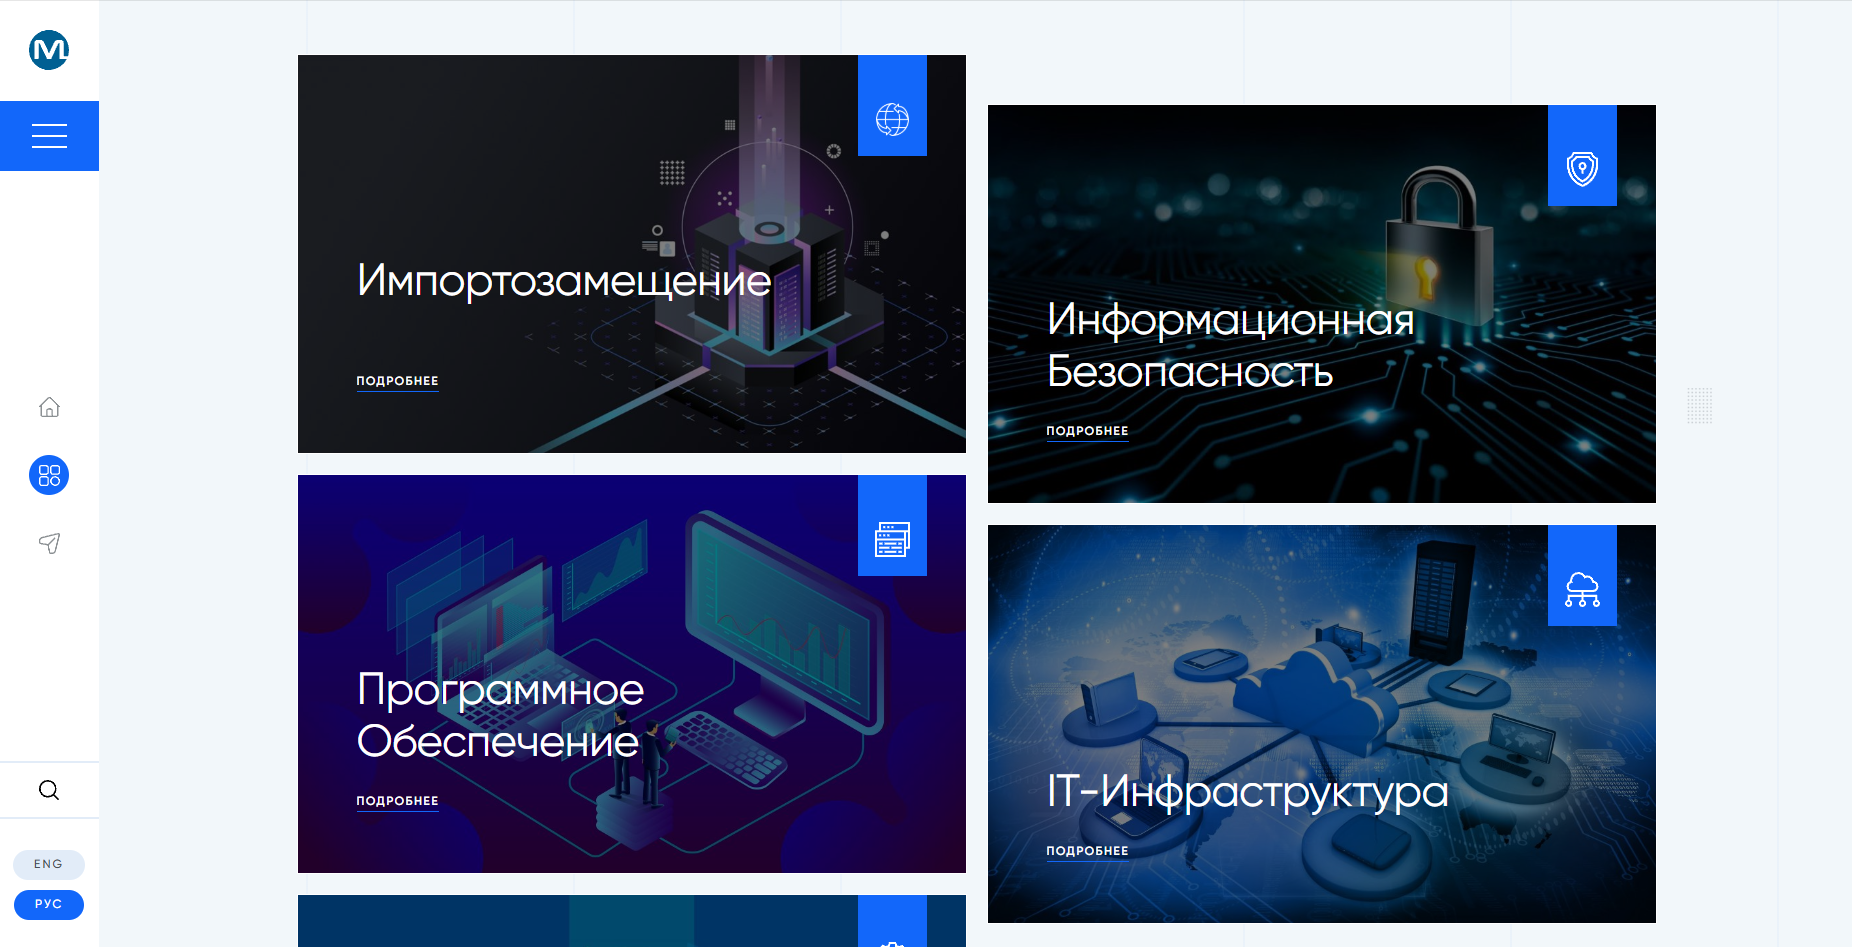 M
Импортозамещение
ПОДРОБНЕЕ
Информационная
Безопасность
ПОДРОБНЕЕ
Программное
Обеспечение
ПОДРОБНЕЕ
IT-Инфраструктура
ПОДРОБНЕЕ
ENG
РУС